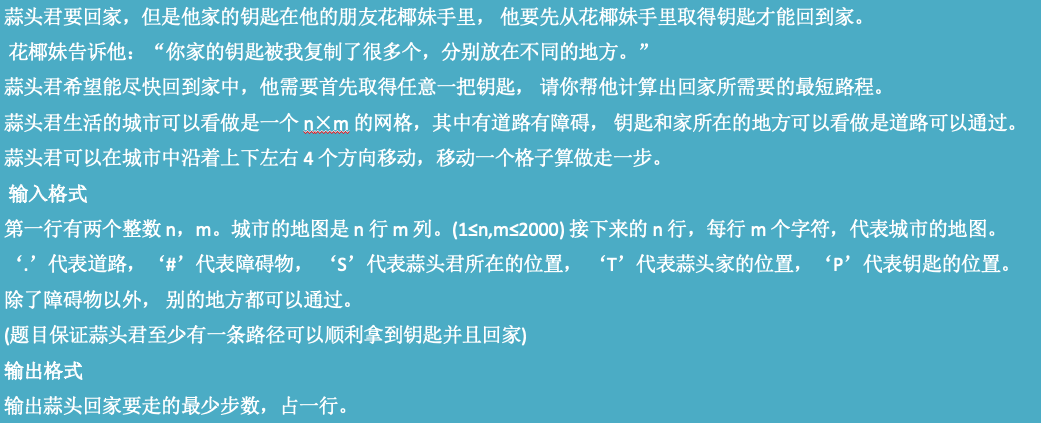 蒜头君要回家，但是他家的钥匙在他的朋友花椰妹手里， 他要先从花椰妹手里取得钥匙才能回到家。
花椰妹告诉他：“你家的钥匙被我复制了很多个，分别放在不同的地方。”
蒜头君希望能尽快回到家中，他需要首先取得任意一把钥匙， 请你帮他计算出回家所需要的最短路程。
蒜头君生活的城市可以看做是一个 n×m 的网格，其中有道路有障碍， 钥匙和家所在的地方可以看做是道路可以通过。
蒜头君可以在城市中沿着上下左右 4 个方向移动，移动一个格子算做走一步。
输入格式
第一行有两个整数 n，m。城市的地图是 n 行 m 列。(1≤n,m≤2000) 接下来的 n 行，每行 m 个字符，代表城市的地图。
‘.’代表道路，‘#’代表障碍物， ‘S’代表蒜头君所在的位置， ‘T’代表蒜头家的位置， ‘P’代表钥匙的位置。
除了障碍物以外， 别的地方都可以通过。
(题目保证蒜头君至少有一条路径可以顺利拿到钥匙并且回家)
输出格式
输出蒜头回家要走的最少步数，占一行。